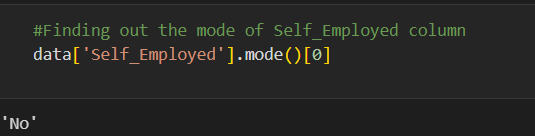 #Finding out the mode of Self_Employed column
data['Self_Employed'].mode()[0]
'No'